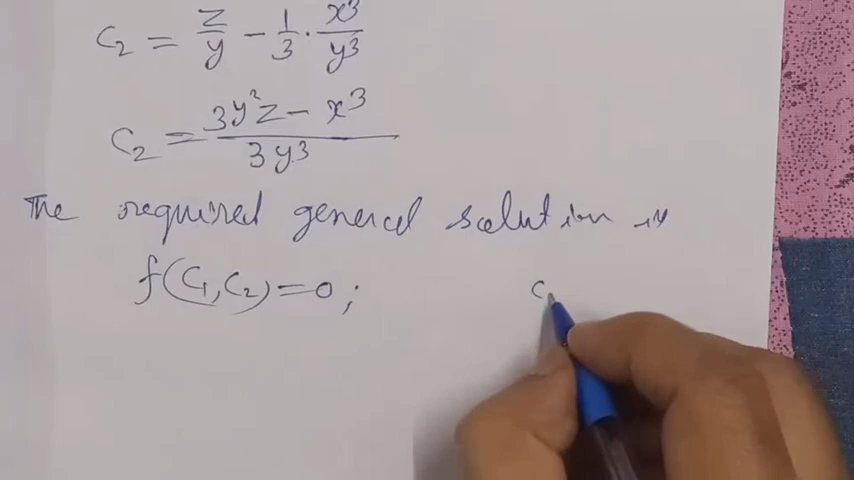 C₂ = z/y - 1/3 · x³/y³
C₂ = (3y²z - x³)/(3y³)
The required general solution is
f(C₁, C₂) = 0 ; C